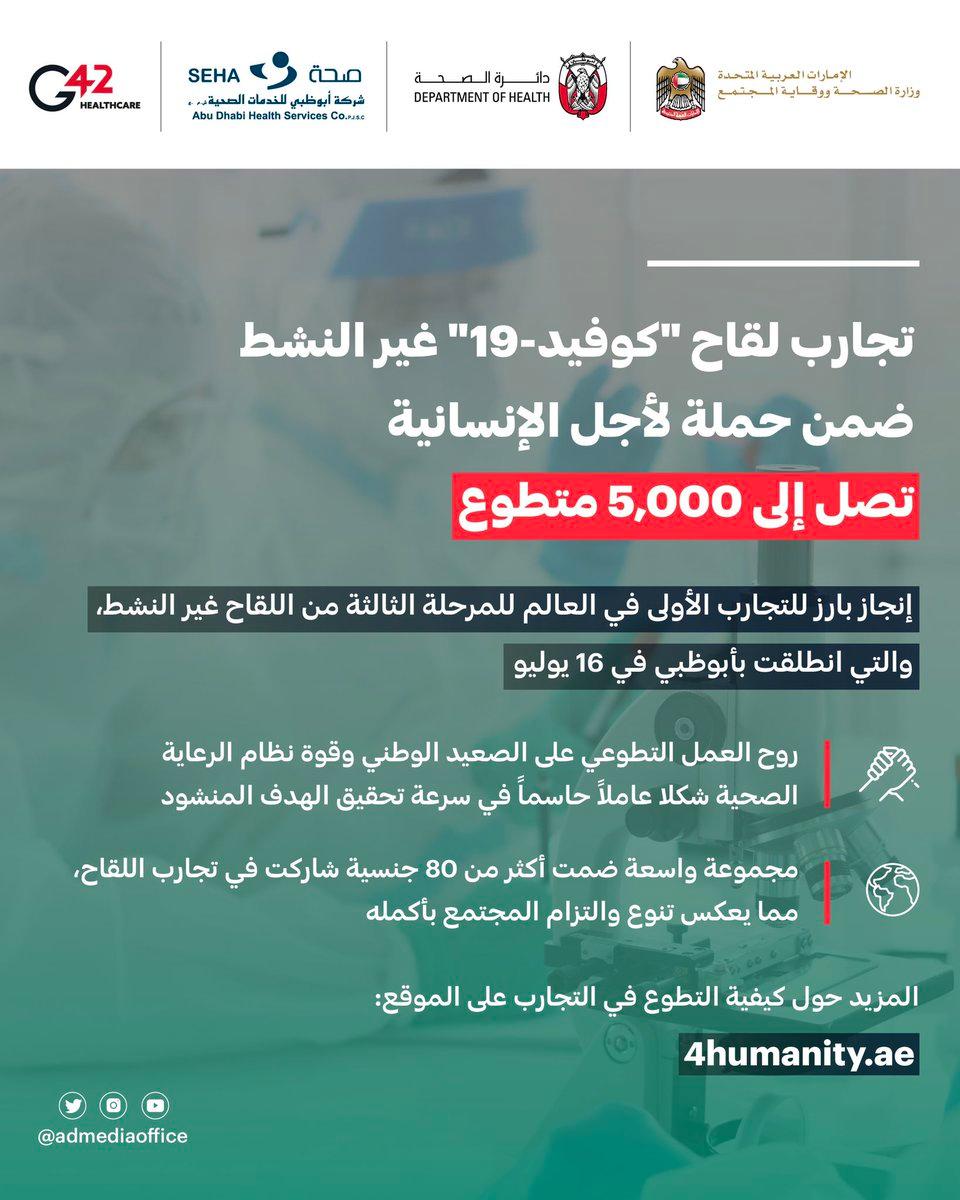 G42
HEALTHCARE
SEHA صحة
شركة أبوظبي للخدمات الصحية ش.م.ع
Abu Dhabi Health Services Co. P.J.S.C
دائرة الصحة
DEPARTMENT OF HEALTH
الإمارات العربية المتحدة
وزارة الصحة ووقاية المجتمع
تجارب لقاح "كوفيد-19" غير النشط
ضمن حملة لأجل الإنسانية
تصل إلى 5,000 متطوع
إنجاز بارز للتجارب الأولى في العالم للمرحلة الثالثة من اللقاح غير النشط،
والتي انطلقت بأبوظبي في 16 يوليو
روح العمل التطوعي على الصعيد الوطني وقوة نظام الرعاية
الصحية شكلا عاملاً حاسماً في سرعة تحقيق الهدف المنشود
مجموعة واسعة ضمت أكثر من 80 جنسية شاركت في تجارب اللقاح،
مما يعكس تنوع والتزام المجتمع بأكمله
المزيد حول كيفية التطوع في التجارب على الموقع:
4humanity.ae
@admediaoffice